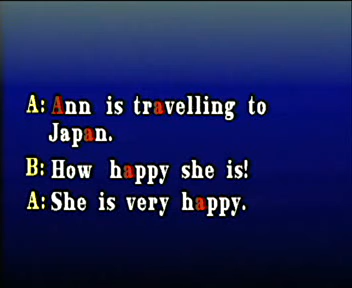 A: Ann is travelling to
Japan.
B: How happy she is!
A: She is very happy.